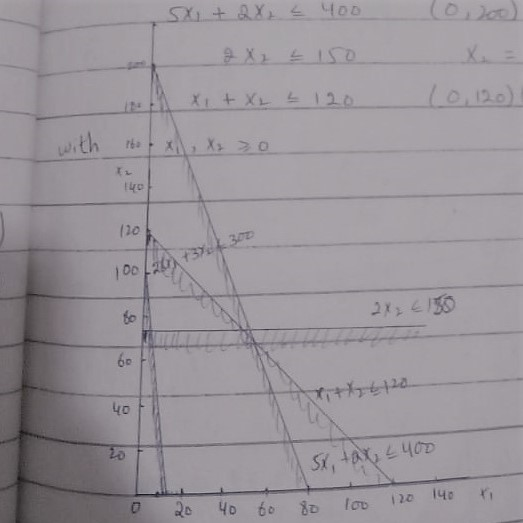 5x₁ + 2x₂ ≤ 400 (0, 200)
2x₂ ≤ 150 x₂ =
x₁ + x₂ ≤ 120 (0, 120)
with x₁, x₂ ≥ 0
200
180
160
x₂
140
120
+ 3x₂ ≤ 300
100
2x₂ ≤ 150
80
60
x₁ + x₂ ≤ 120
40
5x₁ + 2x₂ ≤ 400
20
0 20 40 60 80 100 120 140 x₁